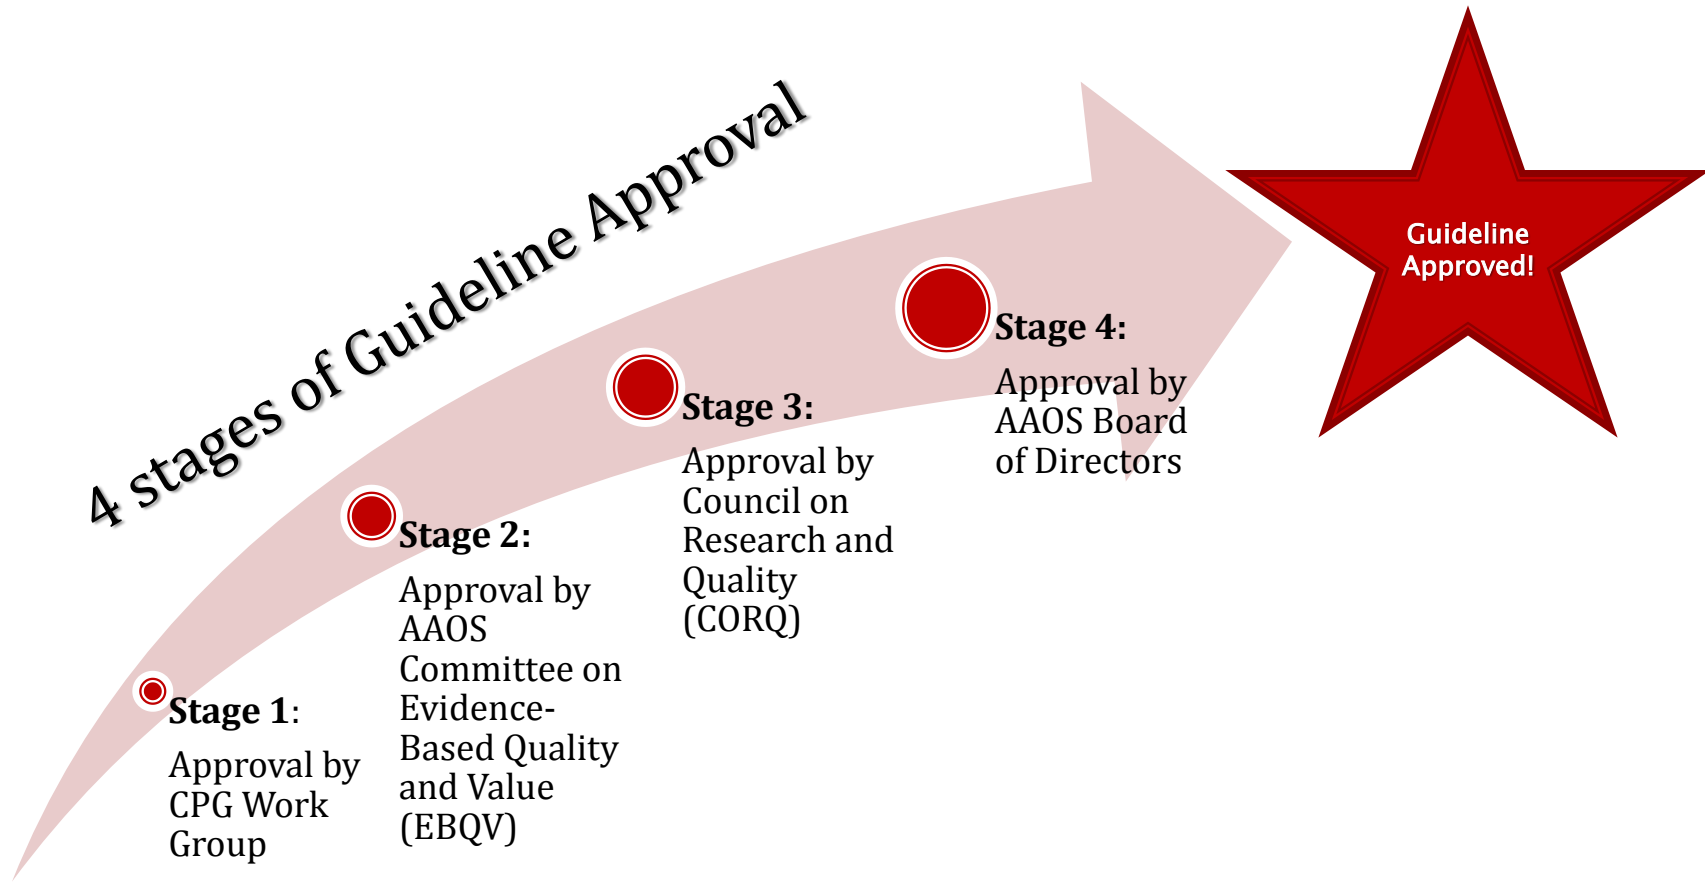 4 stages of Guideline Approval
Guideline
Approved!
Stage 1:
Approval by
CPG Work
Group
Stage 2:
Approval by
AAOS
Committee on
Evidence-
Based Quality
and Value
(EBQV)
Stage 3:
Approval by
Council on
Research and
Quality
(CORQ)
Stage 4:
Approval by
AAOS Board
of Directors